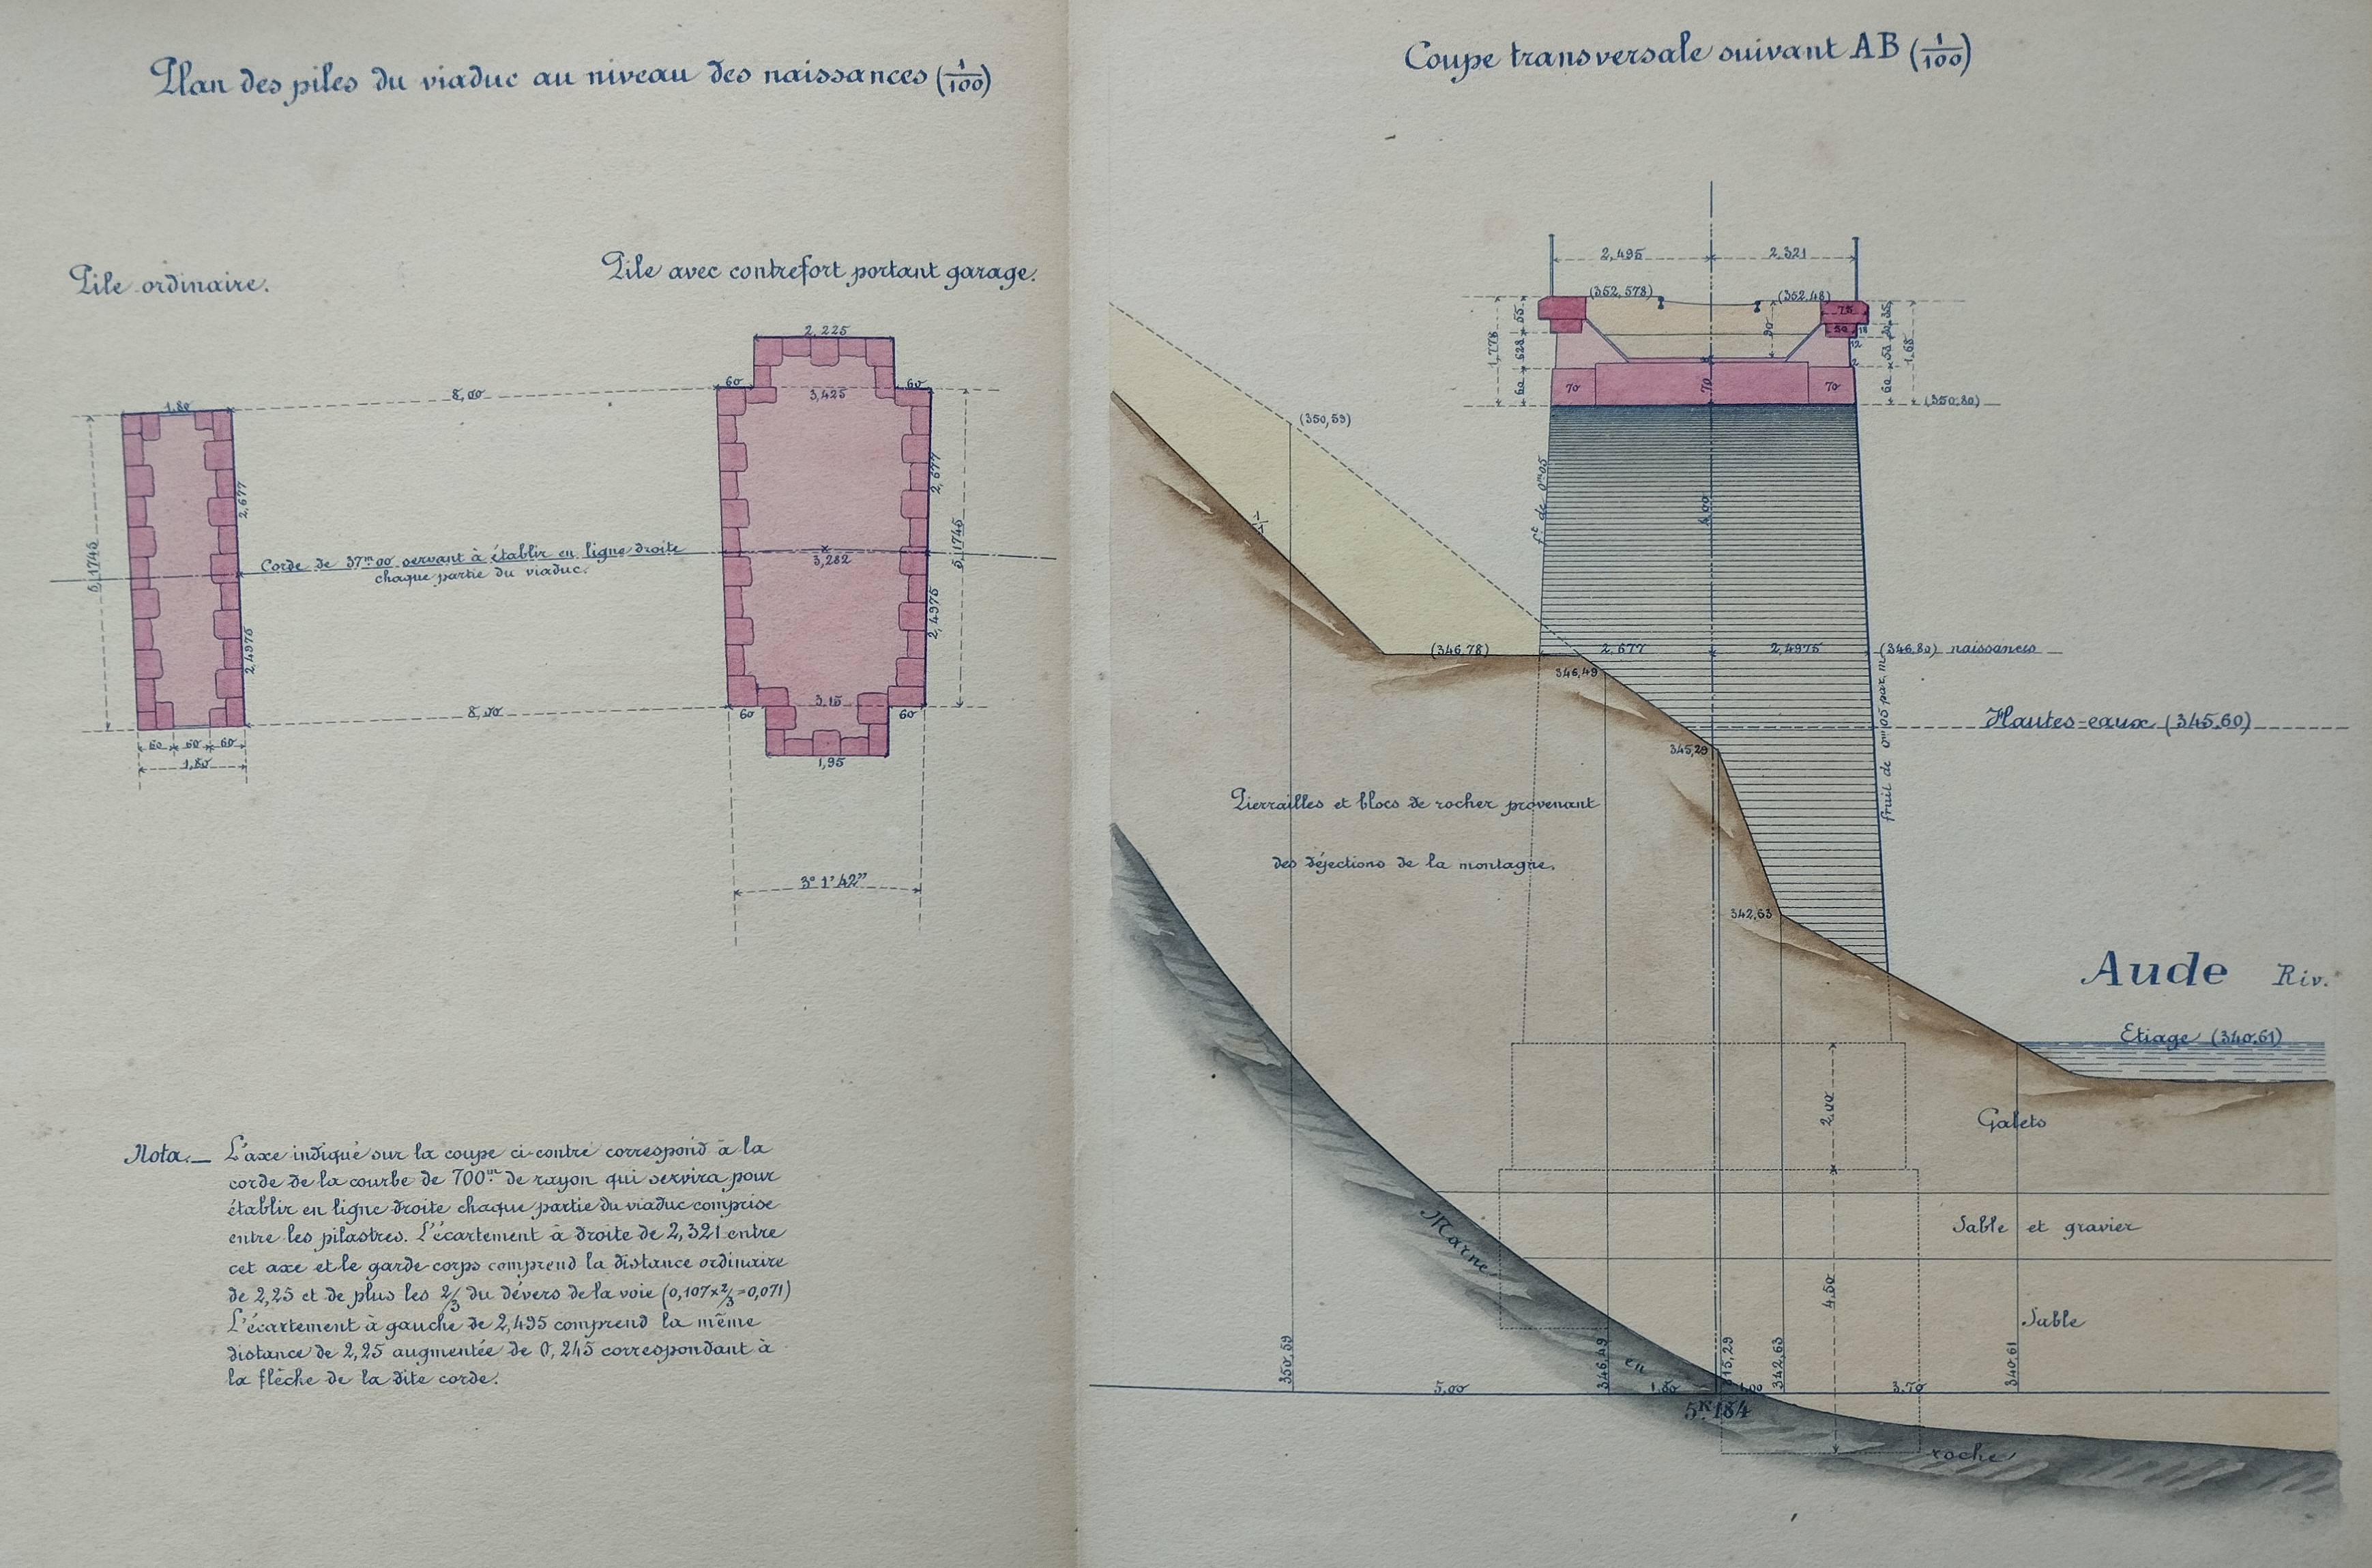 Plan des piles du viaduc au niveau des naissances (1/100)
Pile ordinaire.
Pile avec contrefort portant garage.
2,225
60
60
3,425
1.80
8,00
2,677
2,677
5,1745
5,1745
Corde de 37m00 servant à établir en ligne droite
chaque partie du viaduc.
3,282
2,4975
2,4975
3.15
8,00
60
60
60 60 60
1,80
1,95
3° 1' 42"
Nota._ L'axe indiqué sur la coupe ci-contre correspond à la
corde de la courbe de 700m. de rayon qui servira pour
établir en ligne droite chaque partie du viaduc comprise
entre les pilastres. L'écartement à droite de 2,321 entre
cet axe et le garde-corps comprend la distance ordinaire
de 2,25 et de plus les 2/3 du dévers de la voie (0,107×2/3=0,071)
L'écartement à gauche de 2,495 comprend la même
distance de 2,25 augmentée de 0,245 correspondant à
la flèche de la dite corde.
Coupe transversale suivant AB (1/100)
2,495
2,321
(352,578)
(352,48)
75
50
18
55
90
1,778
628
12
2
53
1,68
60
60
70
70
70
(350,80)
(350,59)
1/1
ft de 0m05
4,00
(346,78)
2,677
2,4975
(346,80) naissances
346,49
Hautes-eaux (345,60)
345,29
fruit de 0m05 par m
Pierrailles et blocs de rocher provenant
des déjections de la montagne.
342,63
Aude Riv.
Etiage (340,61)
2,00
Galets
Sable et gravier
4,50
Sable
Marne
en
roche
350,59
346,49
345,29
342,63
340,61
5,00
1,80
1,00
3,70
5K184